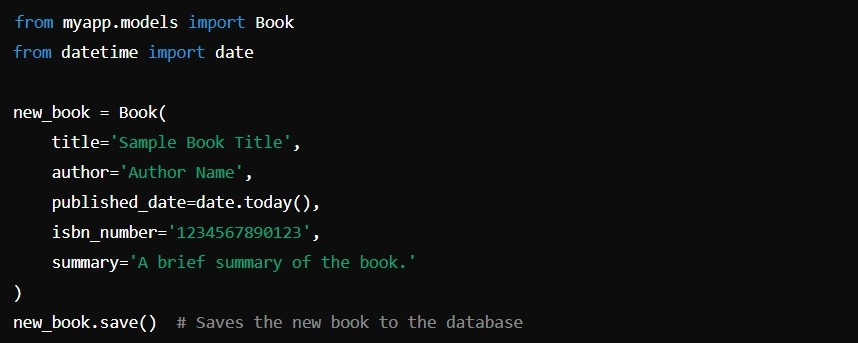 from myapp.models import Book
from datetime import date

new_book = Book(
    title='Sample Book Title',
    author='Author Name',
    published_date=date.today(),
    isbn_number='1234567890123',
    summary='A brief summary of the book.'
)
new_book.save()  # Saves the new book to the database